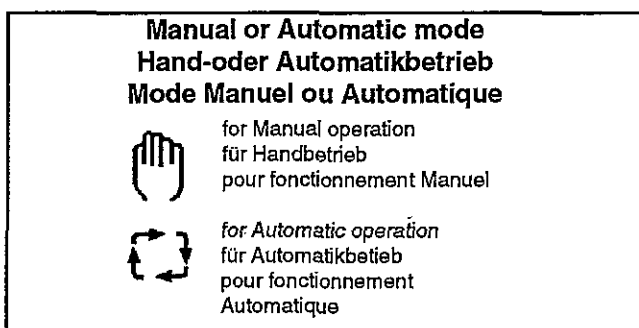 Manual or Automatic mode
Hand-oder Automatikbetrieb
Mode Manuel ou Automatique
for Manual operation
für Handbetrieb
pour fonctionnement Manuel
for Automatic operation
für Automatikbetieb
pour fonctionnement
Automatique